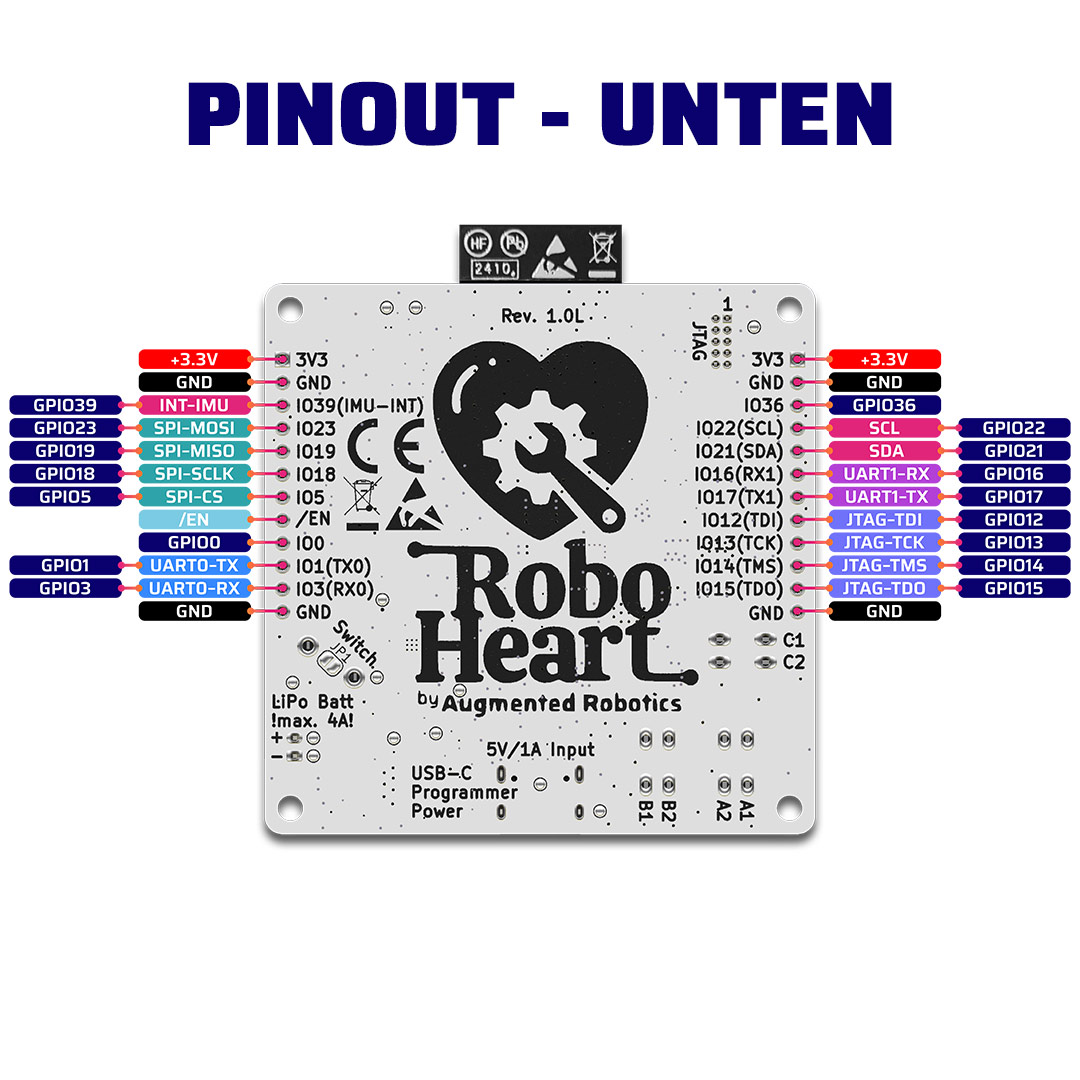 PINOUT - UNTEN
HF Pb
2410
Rev. 1.0L
1
JTAG
+3.3V 3V3
GND GND
GPIO39 INT-IMU IO39(IMU-INT)
GPIO23 SPI-MOSI IO23
GPIO19 SPI-MISO IO19
GPIO18 SPI-SCLK IO18
GPIO5 SPI-CS IO5
/EN /EN
GPIO0 IO0
GPIO1 UART0-TX IO1(TX0)
GPIO3 UART0-RX IO3(RX0)
GND GND
3V3 +3.3V
GND GND
IO36 GPIO36
IO22(SCL) SCL GPIO22
IO21(SDA) SDA GPIO21
IO16(RX1) UART1-RX GPIO16
IO17(TX1) UART1-TX GPIO17
IO12(TDI) JTAG-TDI GPIO12
IO13(TCK) JTAG-TCK GPIO13
IO14(TMS) JTAG-TMS GPIO14
IO15(TDO) JTAG-TDO GPIO15
GND GND
CE
Robo
Heart
by Augmented Robotics
Switch
JP1
C1
C2
LiPo Batt
!max. 4A!
+
-
5V/1A Input
USB-C
Programmer
Power
B1 B2 A2 A1